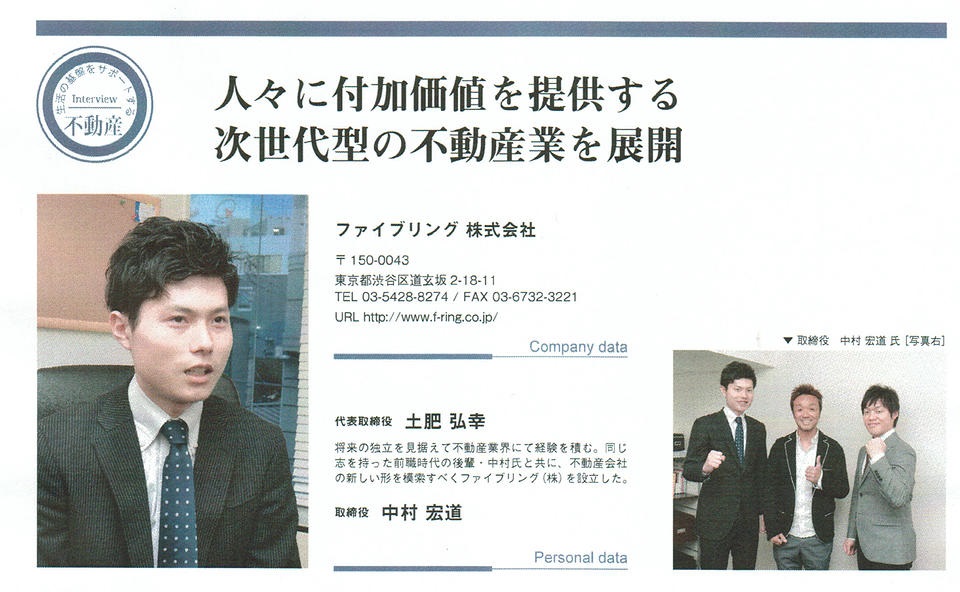 生活の基盤をサポートする
Interview
不動産
人々に付加価値を提供する
次世代型の不動産業を展開
ファイブリング 株式会社
〒150-0043
東京都渋谷区道玄坂 2-18-11
TEL 03-5428-8274 / FAX 03-6732-3221
URL http://www.f-ring.co.jp/
Company data
▼ 取締役　中村 宏道 氏 [写真右]
代表取締役　土肥 弘幸
将来の独立を見据えて不動産業界にて経験を積む。同じ
志を持った前職時代の後輩・中村氏と共に、不動産会社
の新しい形を模索すべくファイブリング（株）を設立した。
取締役　中村 宏道
Personal data